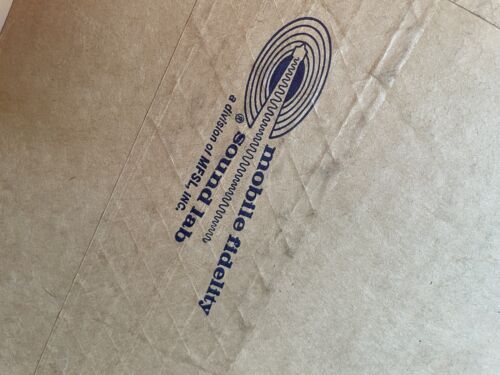 mobile fidelity
® sound lab
a division of MFSL, INC.